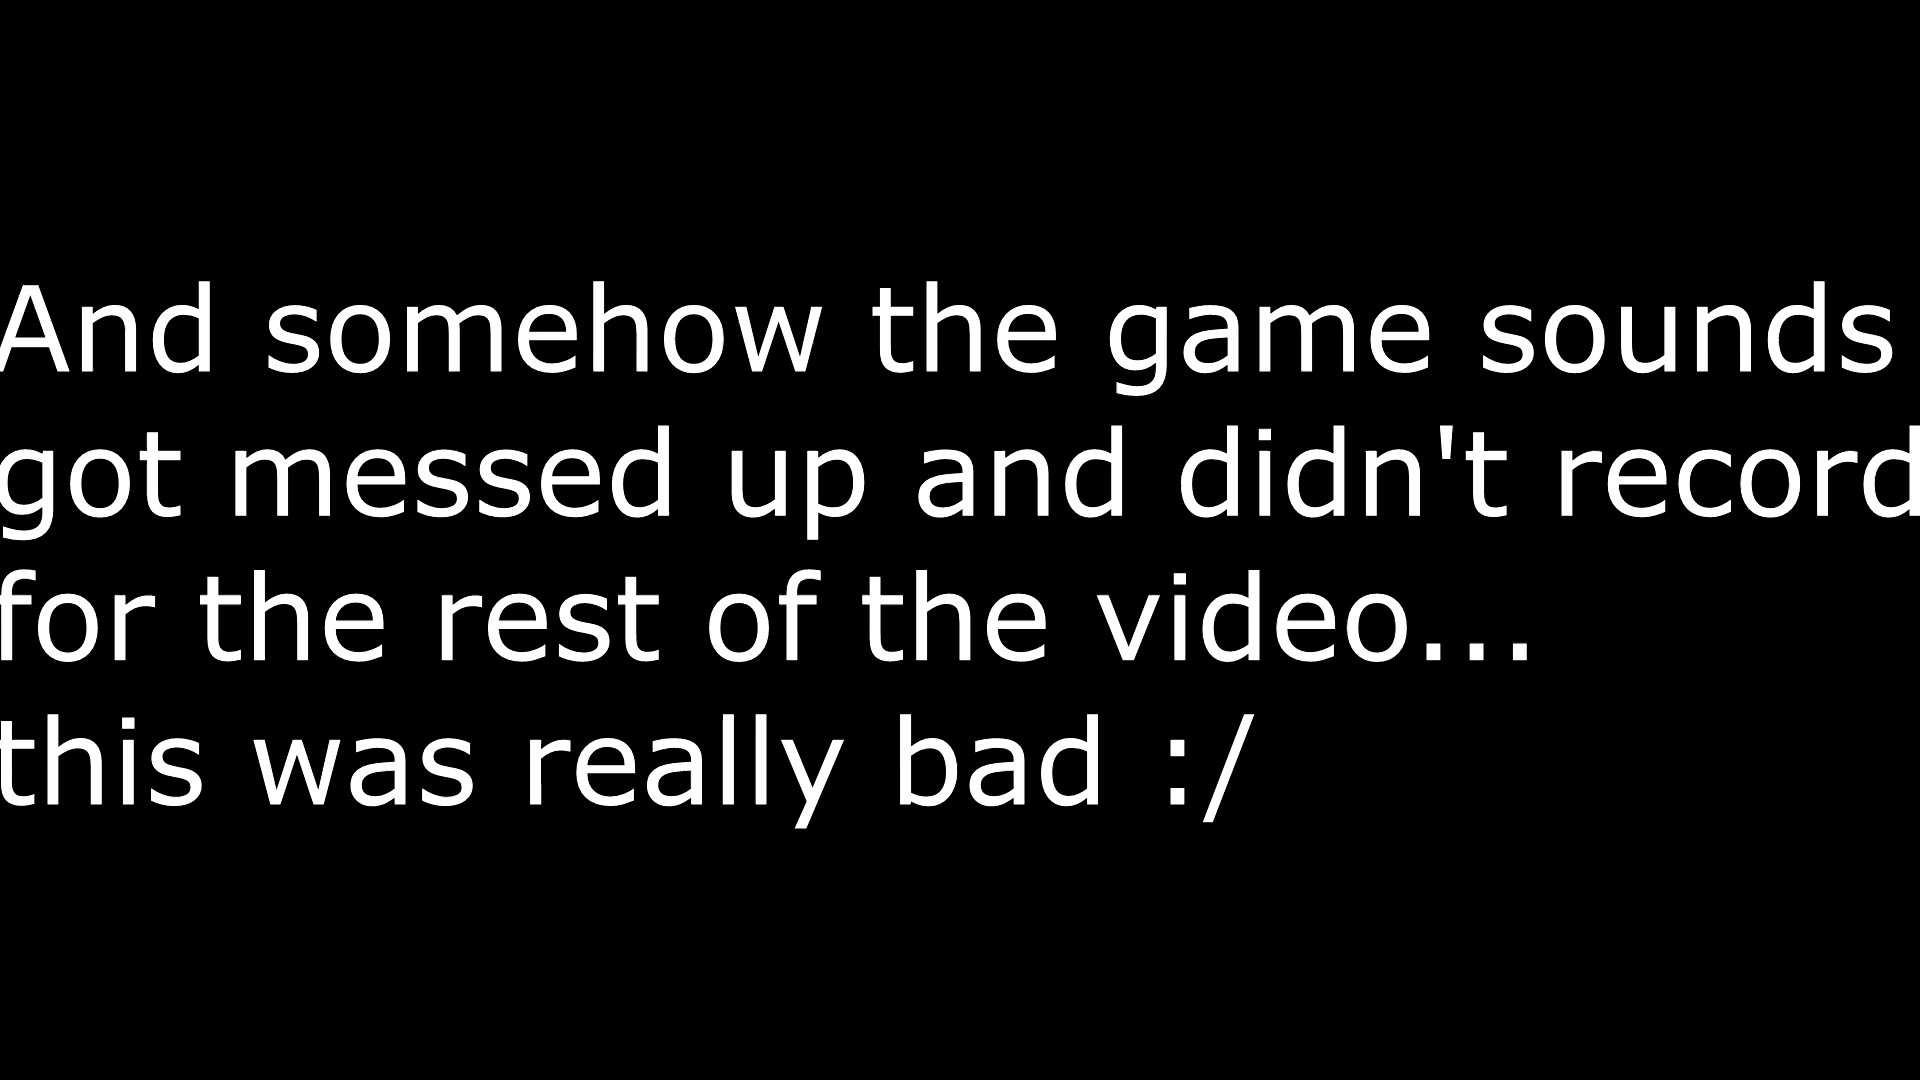 And somehow the game sounds
got messed up and didn't record
for the rest of the video...
this was really bad :/